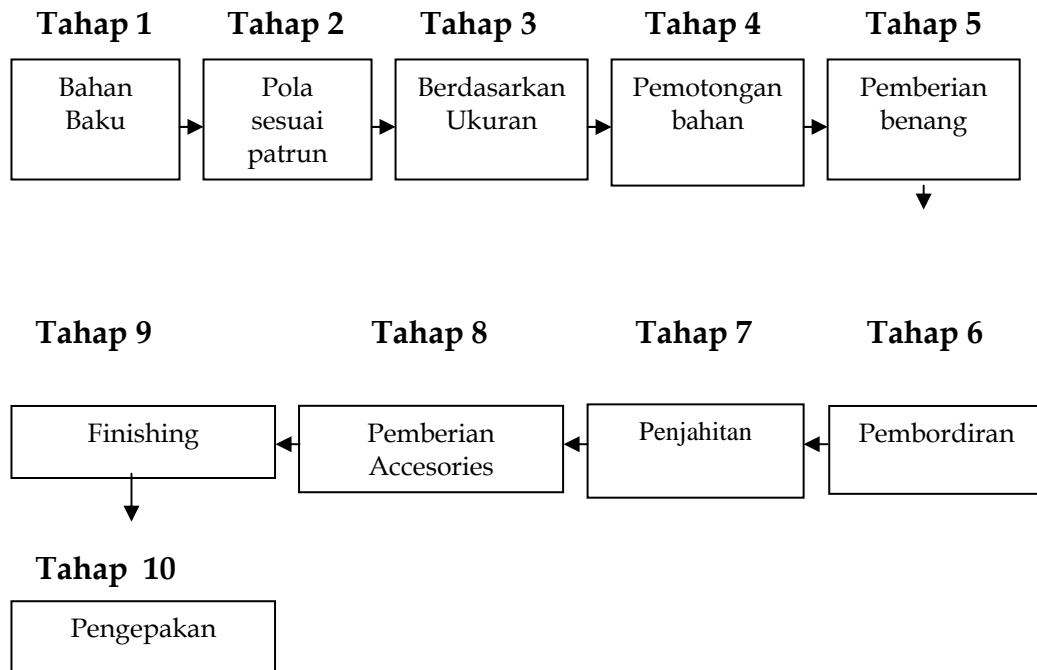 Tahap 1
Tahap 2
Tahap 3
Tahap 4
Tahap 5
Bahan
Baku
Pola
sesuai
patrun
Berdasarkan
Ukuran
Pemotongan
bahan
Pemberian
benang
Tahap 9
Tahap 8
Tahap 7
Tahap 6
Finishing
Pemberian
Accesories
Penjahitan
Pembordiran
Tahap 10
Pengepakan